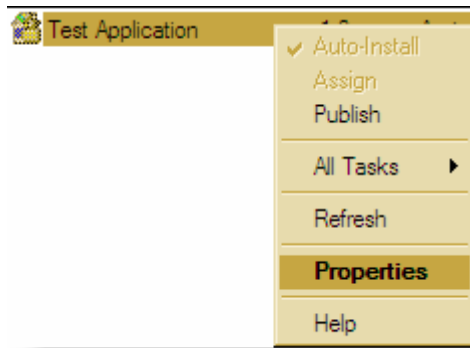 Test Application
Auto-Install
Assign
Publish
All Tasks
Refresh
Properties
Help